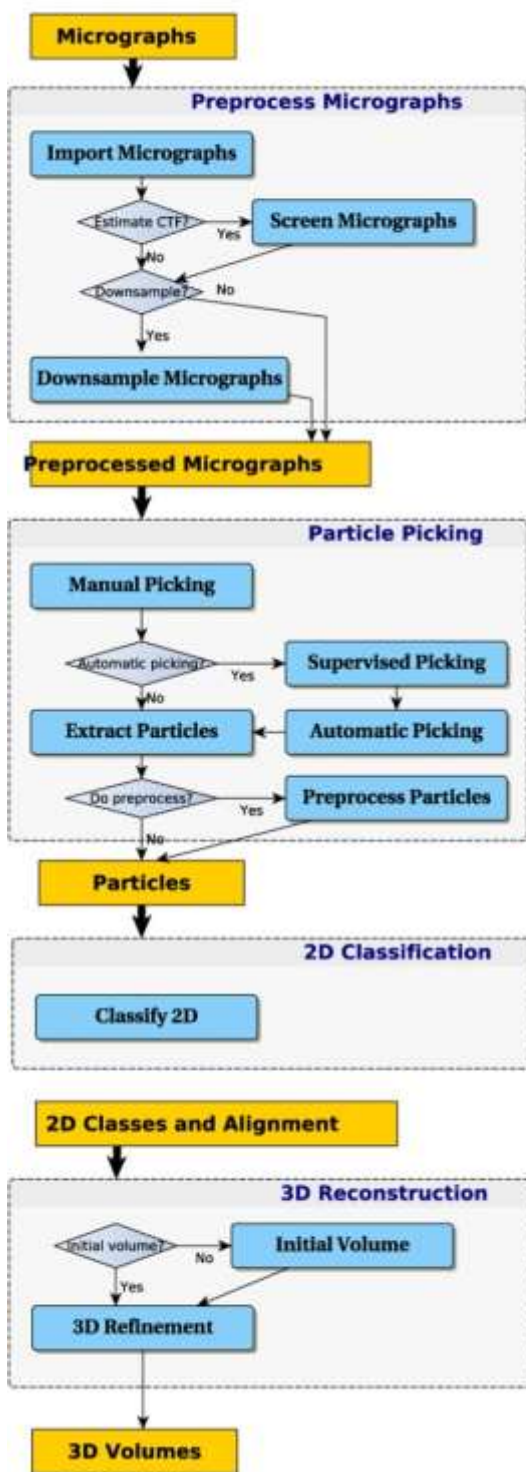 Micrographs
Preprocess Micrographs
Import Micrographs
Estimate CTF?
Yes
Screen Micrographs
No
Downsample?
No
Yes
Downsample Micrographs
Preprocessed Micrographs
Particle Picking
Manual Picking
Automatic picking?
Yes
Supervised Picking
No
Extract Particles
Automatic Picking
Do preprocess?
Yes
Preprocess Particles
No
Particles
2D Classification
Classify 2D
2D Classes and Alignment
3D Reconstruction
Initial volume?
No
Initial Volume
Yes
3D Refinement
3D Volumes